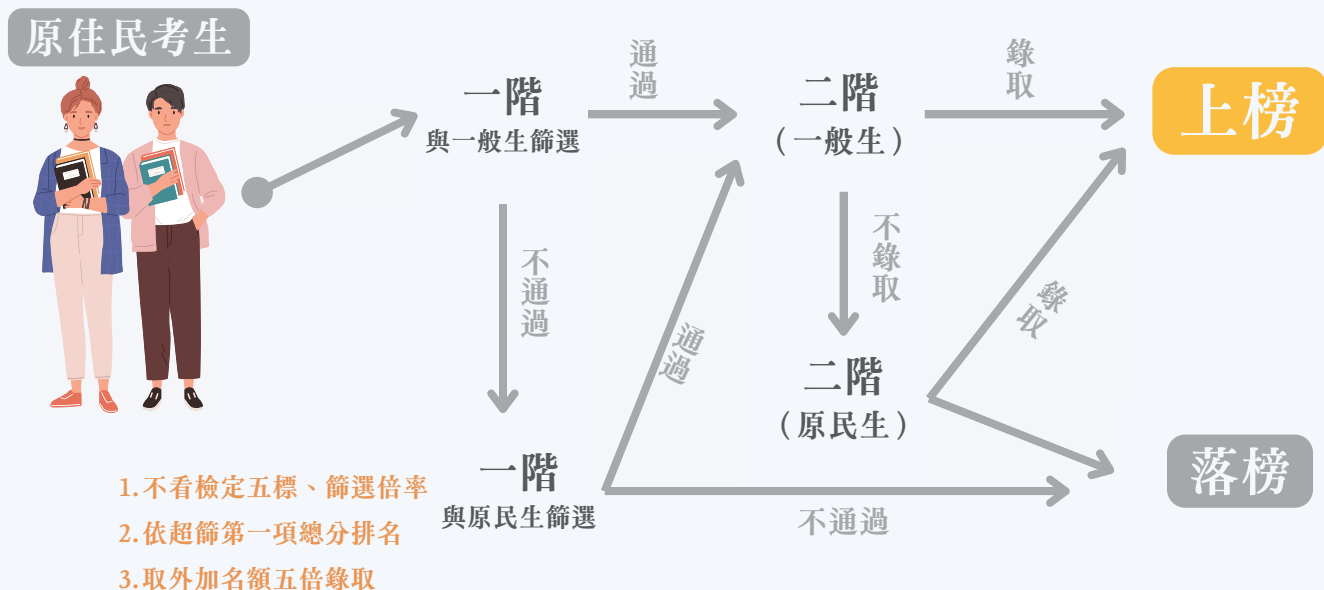 原住民考生
一階
與一般生篩選
通過
二階
（一般生）
錄取
上榜
不通過
不錄取
通過
錄取
二階
（原民生）
一階
與原民生篩選
不通過
落榜
1.不看檢定五標、篩選倍率
2.依超篩第一項總分排名
3.取外加名額五倍錄取